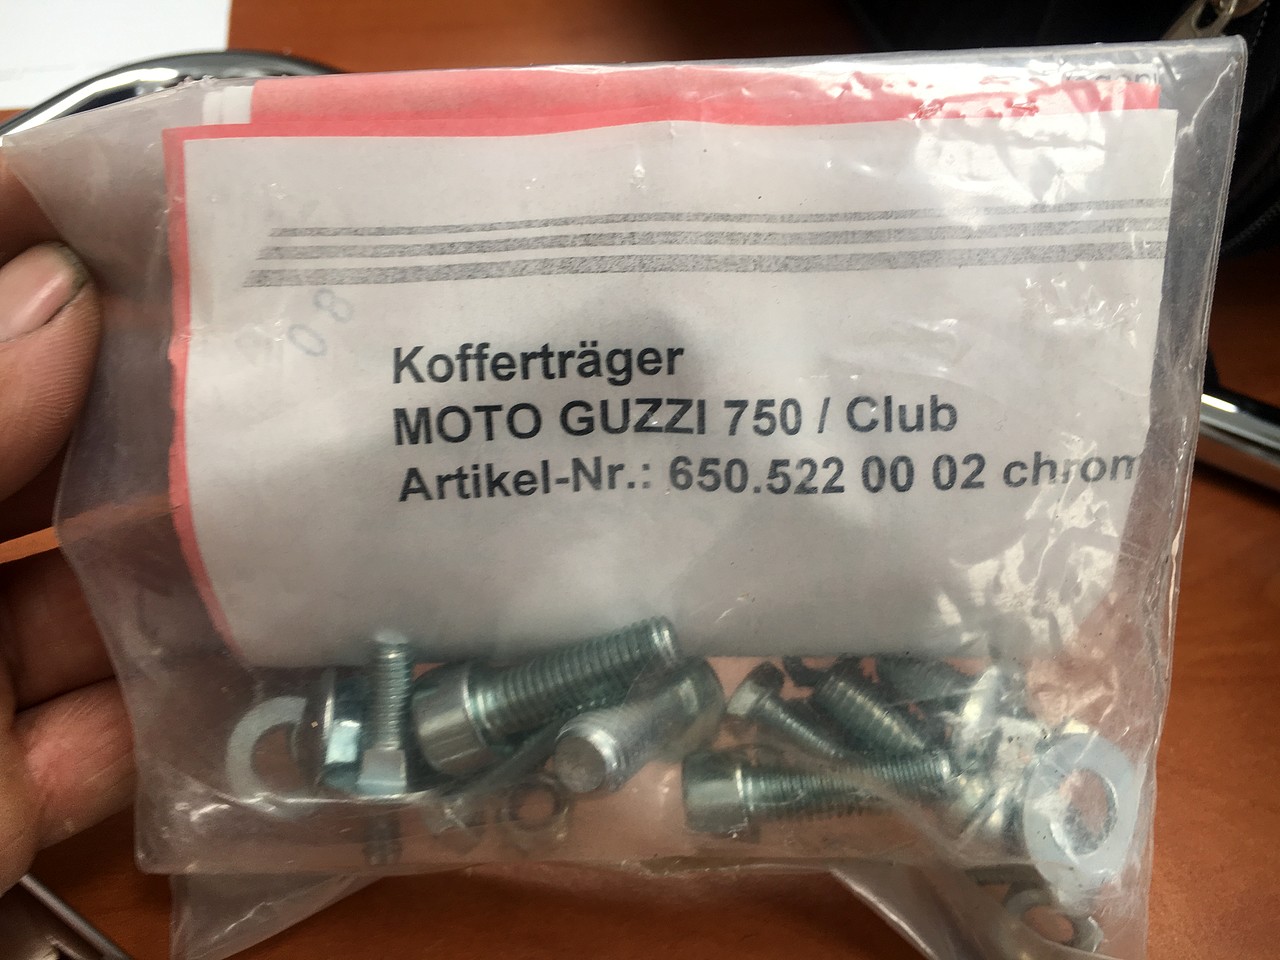 Kofferträger
MOTO GUZZI 750 / Club
Artikel-Nr.: 650.522 00 02 chrom